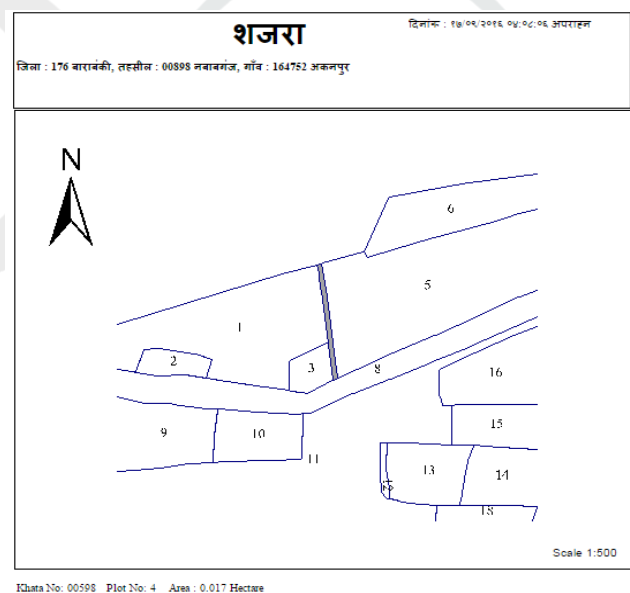 शजरा
दिनांक : १७/०९/२०१६ ०४:०८:०६ अपराह्न
जिला : 176 बाराबंकी, तहसील : 00898 नबाबगंज, गाँव : 164752 अकनपुर
N
6
5
1
2
3
8
16
9
10
15
11
13
14
12
18
Scale 1:500
Khata No: 00598 Plot No: 4 Area : 0.017 Hectare